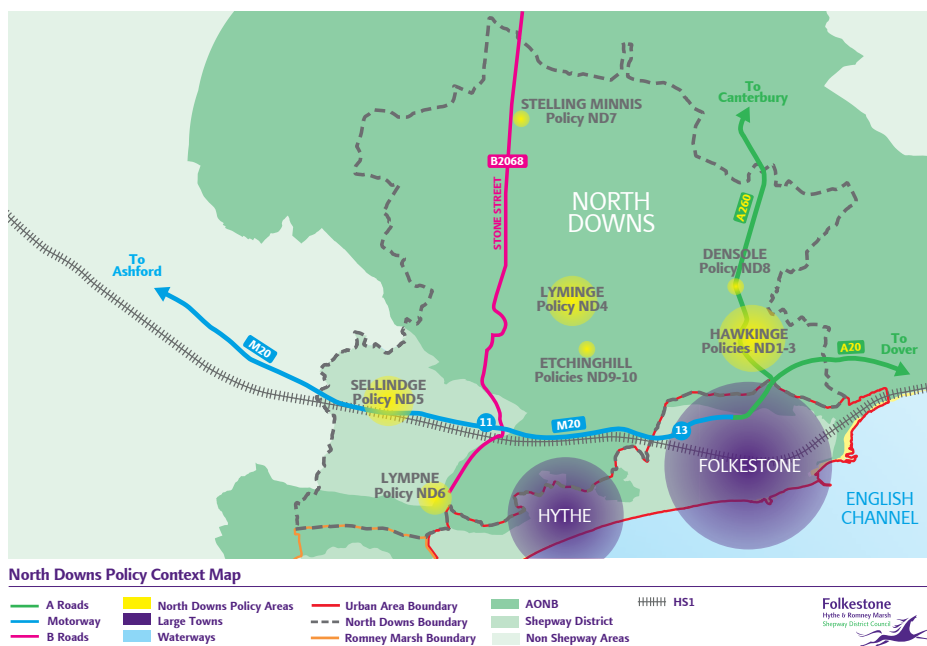 STELLING MINNIS
Policy ND7
To
Canterbury
B2068
STONE STREET
NORTH
DOWNS
A260
DENSOLE
Policy ND8
To
Ashford
LYMINGE
Policy ND4
HAWKINGE
Policies ND1-3
To
Dover
A20
M20
ETCHINGHILL
Policies ND9-10
SELLINDGE
Policy ND5
11
M20
13
FOLKESTONE
LYMPNE
Policy ND6
HYTHE
ENGLISH
CHANNEL
North Downs Policy Context Map
A Roads
Motorway
B Roads
North Downs Policy Areas
Large Towns
Waterways
Urban Area Boundary
North Downs Boundary
Romney Marsh Boundary
AONB
Shepway District
Non Shepway Areas
HS1
Folkestone
Hythe & Romney Marsh
Shepway District Council